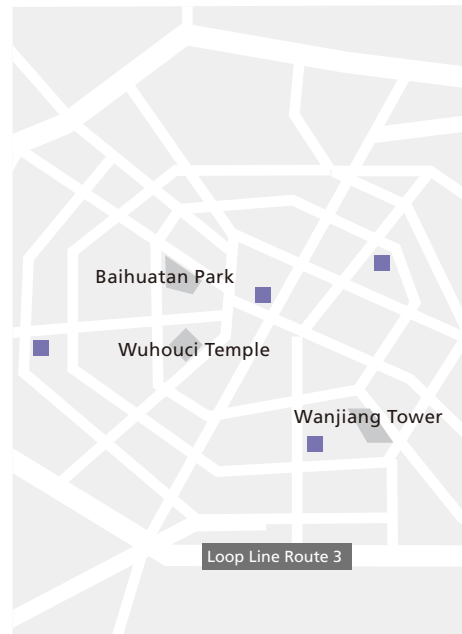 Baihuatan Park
Wuhouci Temple
Wanjiang Tower
Loop Line Route 3